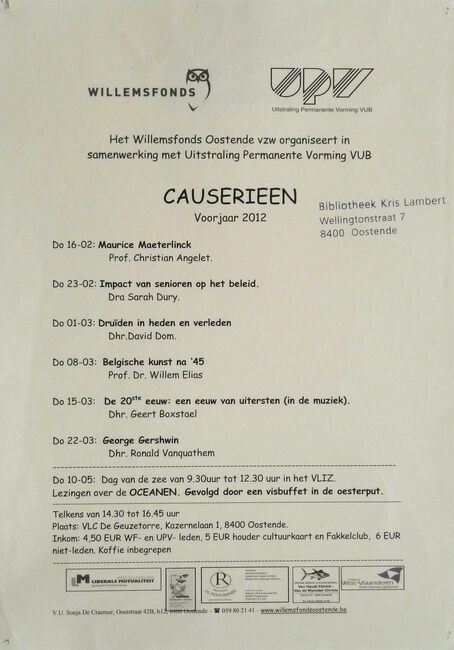 WILLEMSFONDS
UPV
Uitstraling Permanente Vorming VUB
Het Willemsfonds Oostende vzw organiseert in
samenwerking met Uitstraling Permanente Vorming VUB
CAUSERIEEN
Voorjaar 2012
Bibliotheek Kris Lambert
Wellingtonstraat 7
8400 Oostende
Do 16-02: Maurice Maeterlinck
Prof. Christian Angelet.
Do 23-02: Impact van senioren op het beleid.
Dra Sarah Dury.
Do 01-03: Druïden in heden en verleden
Dhr.David Dom.
Do 08-03: Belgische kunst na '45
Prof. Dr. Willem Elias
Do 15-03: De 20ste eeuw: een eeuw van uitersten (in de muziek).
Dhr. Geert Boxstael
Do 22-03: George Gershwin
Dhr. Ronald Vanquathem
Do 10-05: Dag van de zee van 9.30uur tot 12.30 uur in het VLIZ.
Lezingen over de OCEANEN. Gevolgd door een visbuffet in de oesterput.
Telkens van 14.30 tot 16.45 uur
Plaats: VLC De Geuzetorre, Kazernelaan 1, 8400 Oostende.
Inkom: 4,50 EUR WF- en UPV- leden, 5 EUR houder cultuurkaart en Fakkelclub, 6 EUR
niet-leden. Koffie inbegrepen
LIBERALE MUTUALITEIT
R
West-Vlaanderen
V.U. Sonja De Craemer, Ooststraat 42B, b12, 8400 Oostende – ☎ 059 80 21 41 – www.willemsfondsoostende.be